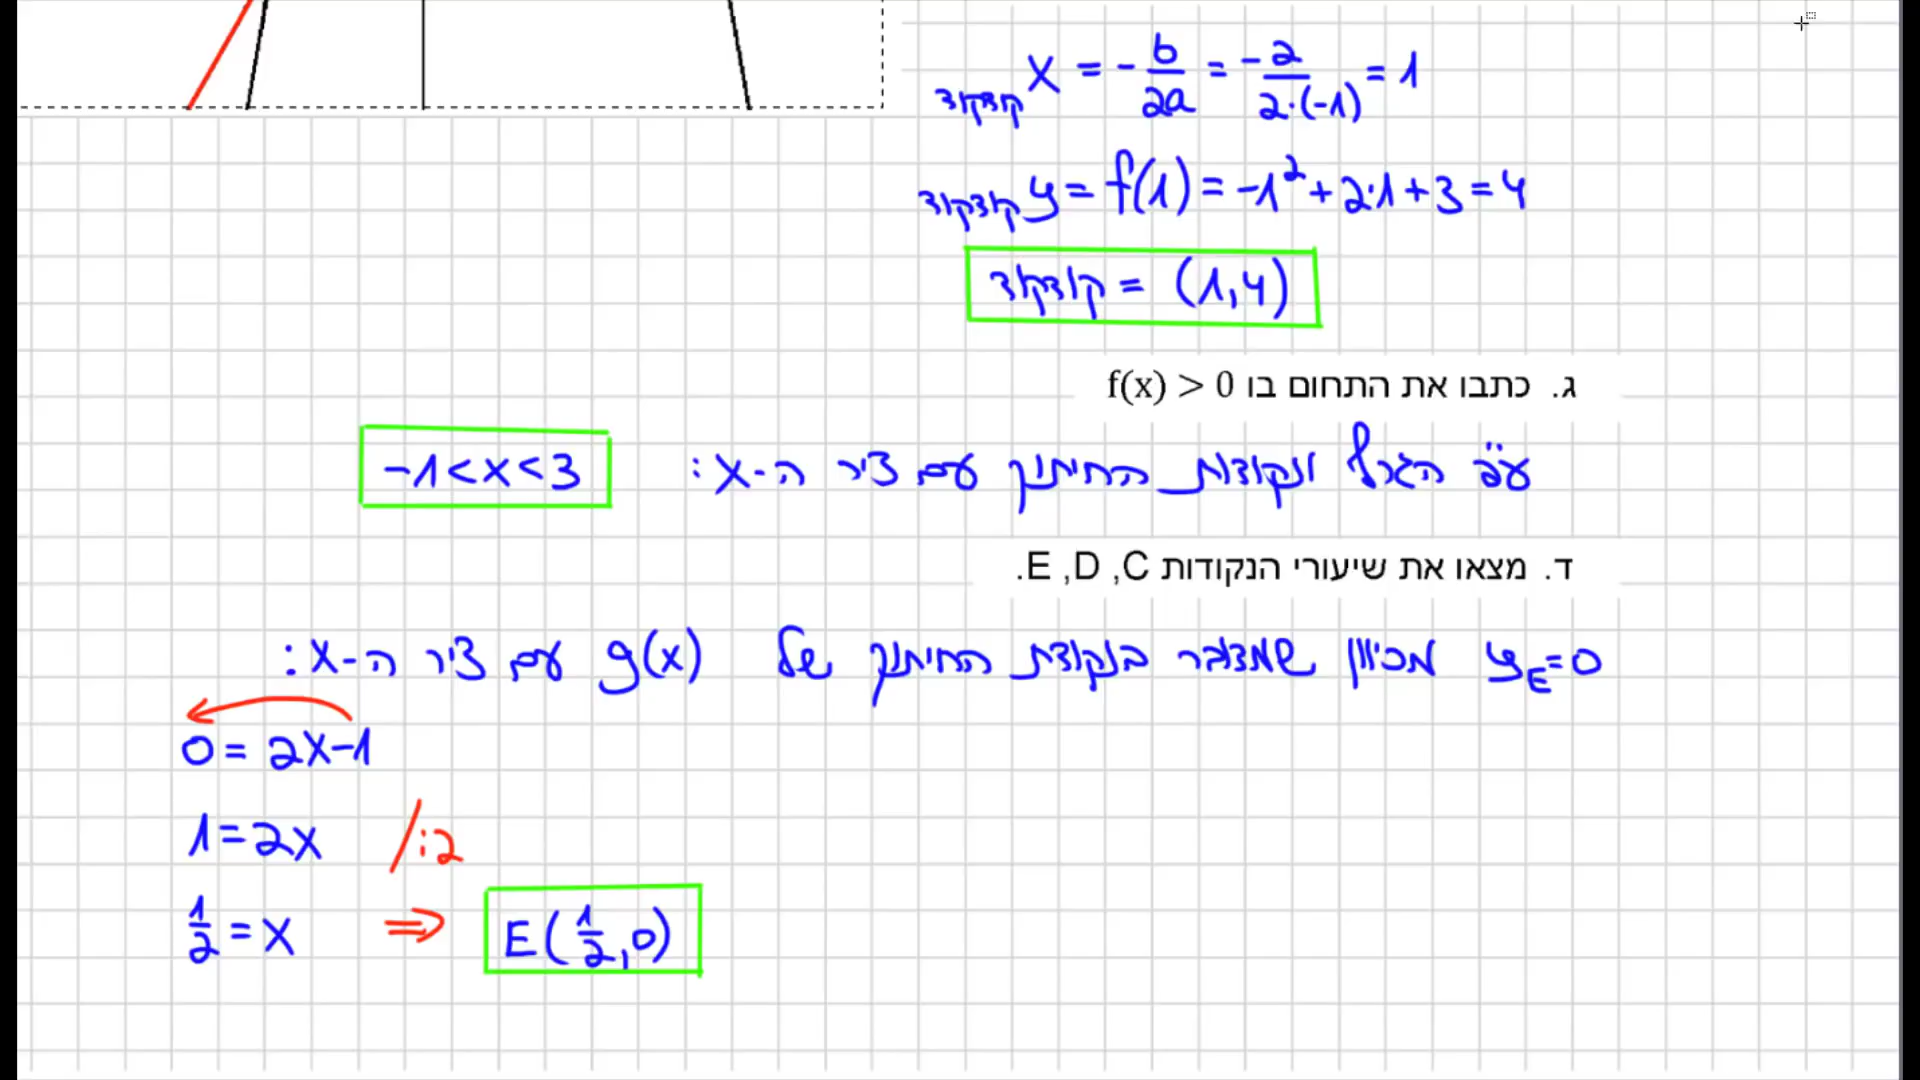 x קודקוד = -b/2a = -2/2·(-1) = 1
y קודקוד = f(1) = -1² + 2·1 + 3 = 4
קודקוד = (1,4)
ג. כתבו את התחום בו f(x) > 0
ע"פ הגרף ונקודות החיתוך עם ציר ה-x: -1<x<3
ד. מצאו את שיעורי הנקודות E ,D ,C.
y_E=0 מכיוון שמדובר בנקודת החיתוך של g(x) עם ציר ה-x:
0 = 2x-1
1 = 2x /:2
1/2 = x ⇒ E(1/2,0)